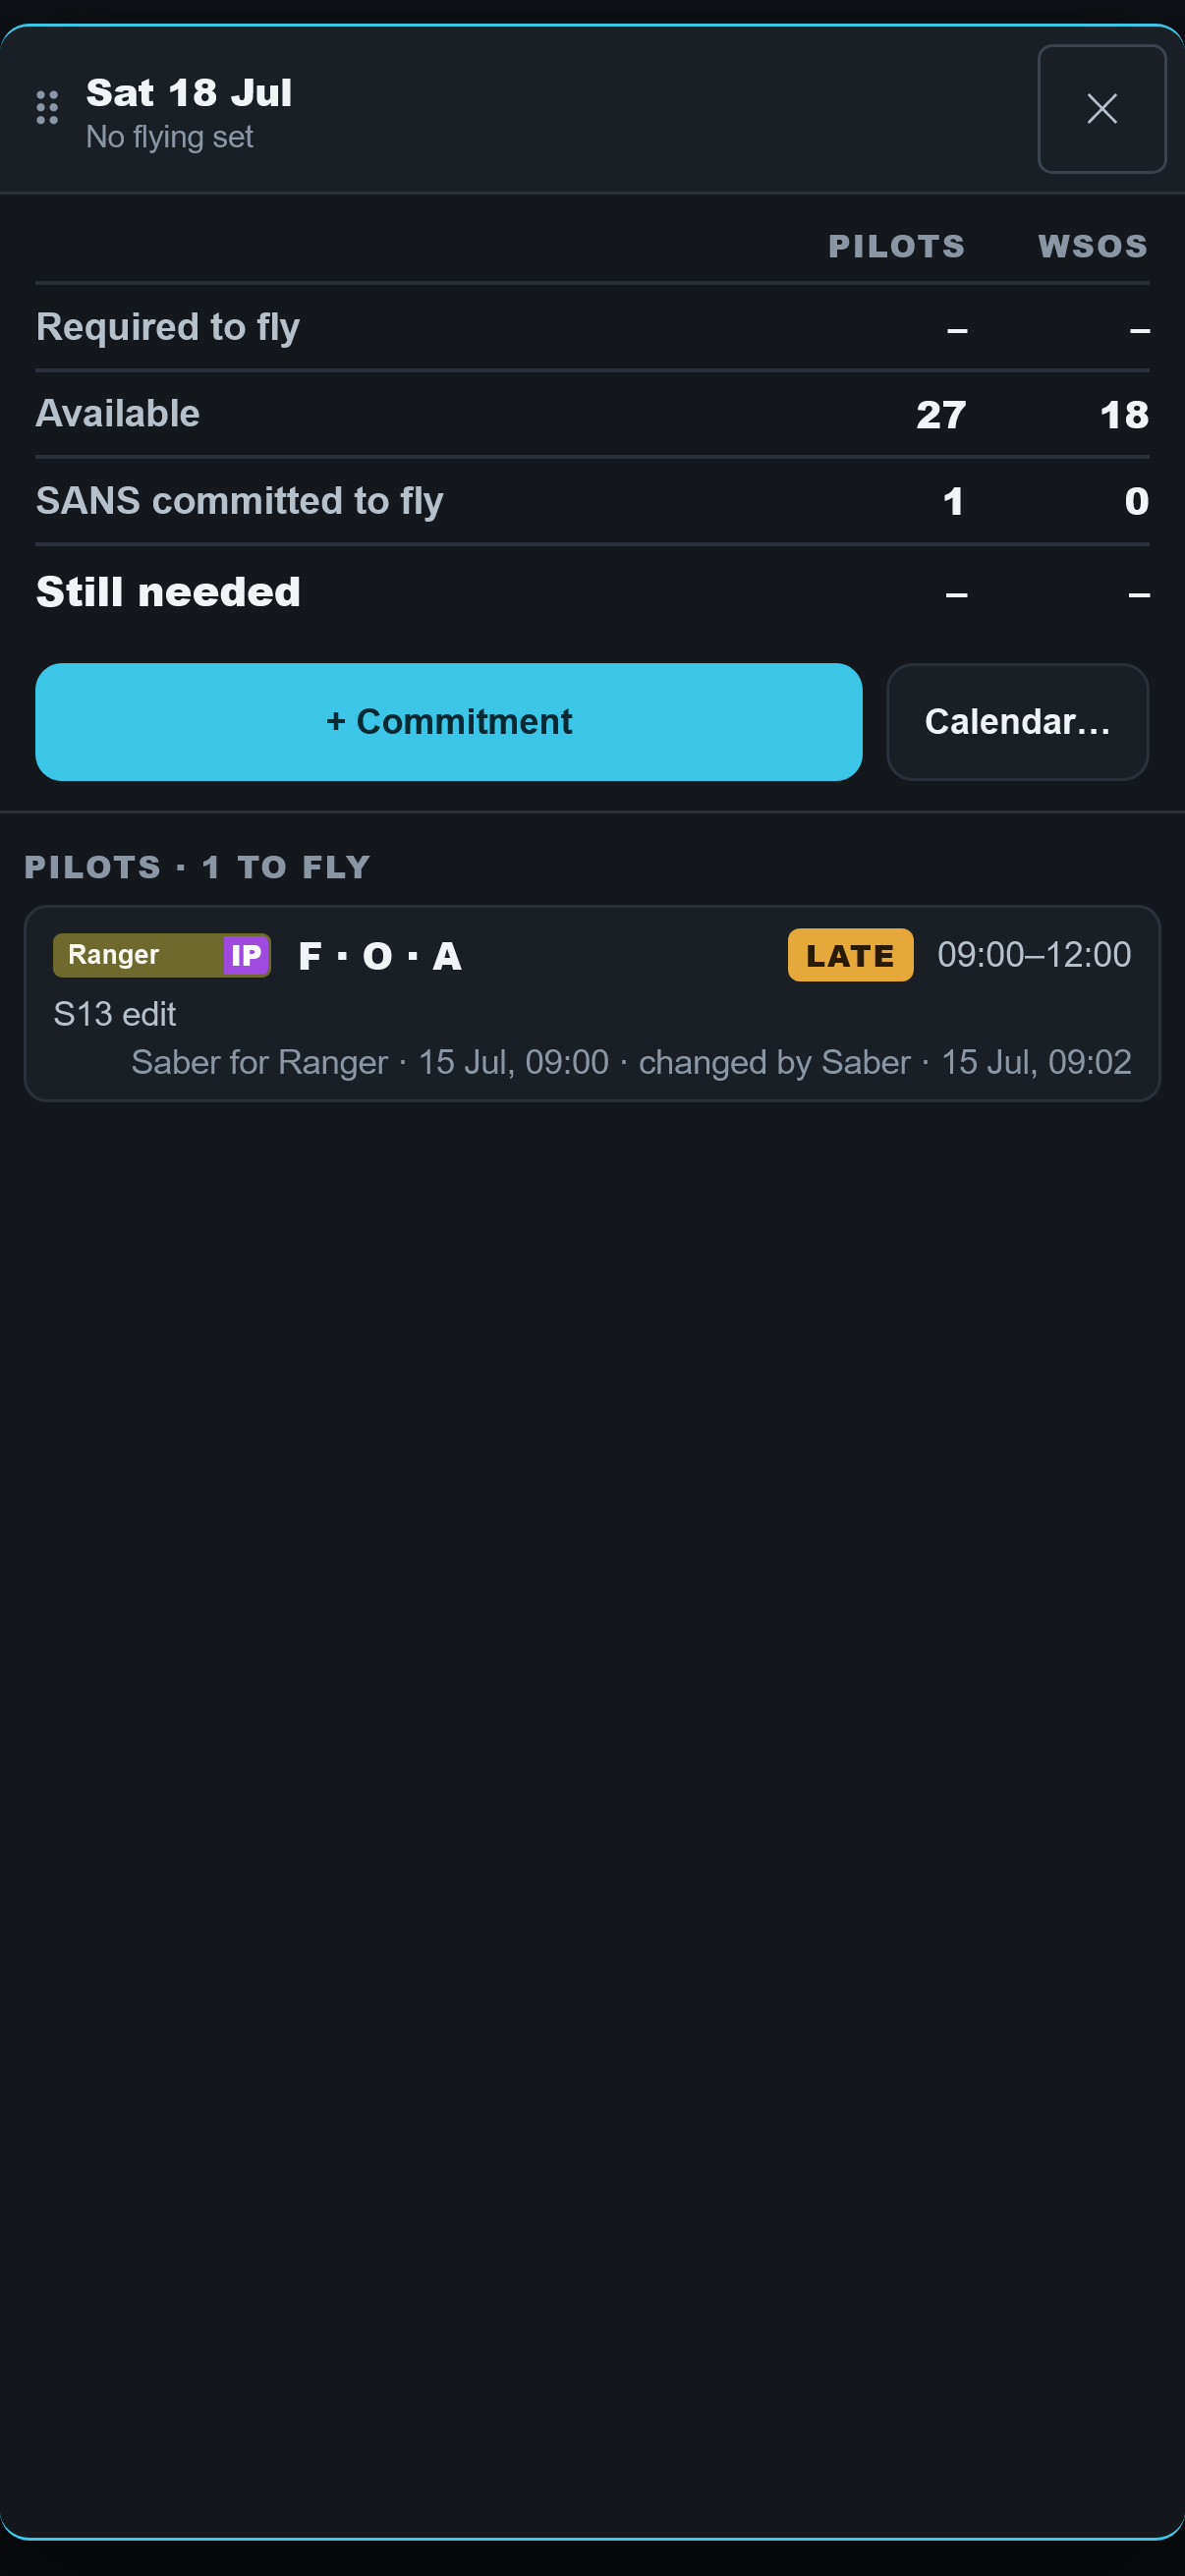 Sat 18 Jul
No flying set
PILOTS WSOS
Required to fly – –
Available 27 18
SANS committed to fly 1 0
Still needed – –
+ Commitment Calendar…
PILOTS · 1 TO FLY
Ranger IP F · O · A LATE 09:00–12:00
S13 edit
Saber for Ranger · 15 Jul, 09:00 · changed by Saber · 15 Jul, 09:02